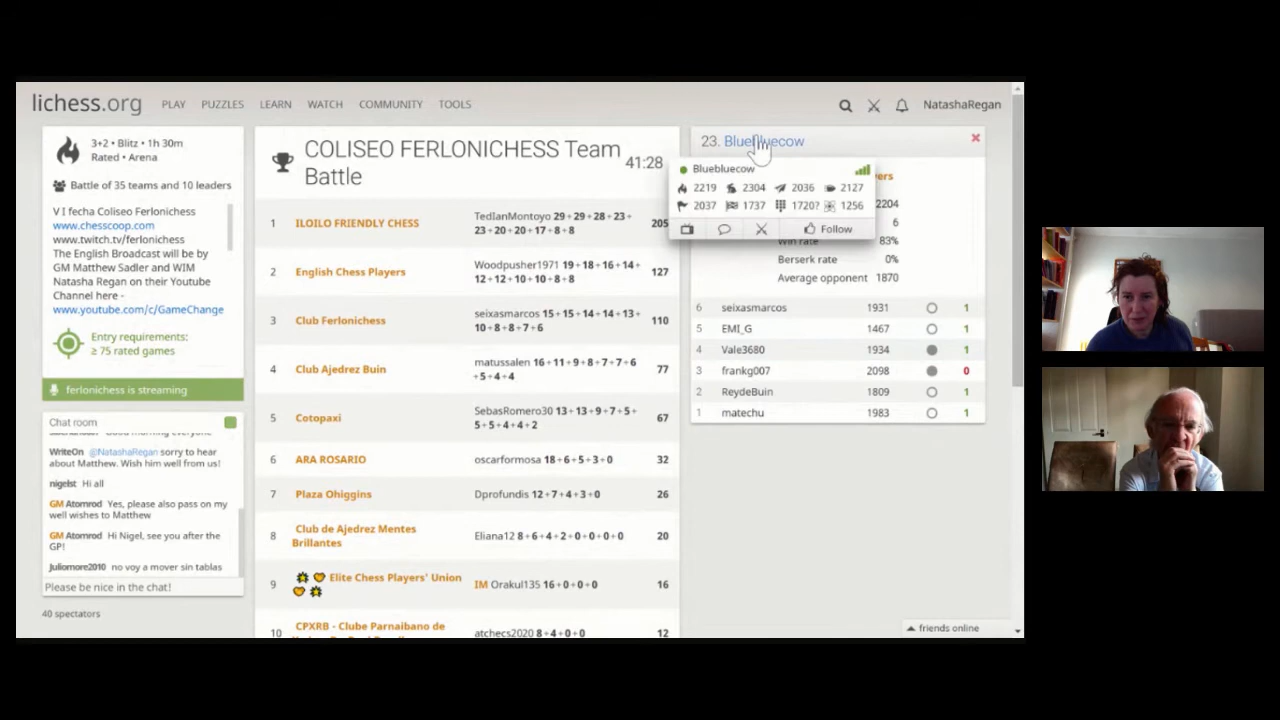 lichess.org PLAY PUZZLES LEARN WATCH COMMUNITY TOOLS NatashaRegan
3+2 • Blitz • 1h 30m
Rated • Arena
Battle of 35 teams and 10 leaders
V I fecha Coliseo Ferlonichess
www.chesscoop.com
www.twitch.tv/ferlonichess
The English Broadcast will be by
GM Matthew Sadler and WIM
Natasha Regan on their Youtube
Channel here -
www.youtube.com/c/GameChange
Entry requirements:
≥ 75 rated games
ferlonichess is streaming
Chat room
WriteOn @NatashaRegan sorry to hear
about Matthew. Wish him well from us!
nigelst Hi all
GM Atomrod Yes, please also pass on my
well wishes to Matthew
GM Atomrod Hi Nigel, see you after the
GP!
Juliomore2010 no voy a mover sin tablas
Please be nice in the chat!
40 spectators
COLISEO FERLONICHESS Team
Battle
41:28
1 ILOILO FRIENDLY CHESS TedIanMontoyo 29+29+28+23+
23+20+20+17+8+8 205
2 English Chess Players Woodpusher1971 19+18+16+14+
12+12+10+10+8+8 127
3 Club Ferlonichess seixasmarcos 15+15+14+14+13+
10+8+8+7+6 110
4 Club Ajedrez Buin matussalen 16+11+9+8+7+7+6
+5+4+4 77
5 Cotopaxi SebasRomero30 13+13+9+7+5+
5+5+4+4+2 67
6 ARA ROSARIO oscarformosa 18+6+5+3+0 32
7 Plaza Ohiggins Dprofundis 12+7+4+3+0 26
8 Club de Ajedrez Mentes
Brillantes Eliana12 8+6+4+2+0+0+0+0 20
9 Elite Chess Players' Union IM Orakul135 16+0+0+0 16
10 CPXRB - Clube Parnaibano de
atchecs2020 8+4+0+0 12
23. Bluebluecow
Bluebluecow
2219 2304 2036 2127
2037 1737 1720? 1256
Follow
2204
6
Win rate 83%
Berserk rate 0%
Average opponent 1870
6 seixasmarcos 1931 1
5 EMI_G 1467 1
4 Vale3680 1934 1
3 frankg007 2098 0
2 ReydeBuin 1809 1
1 matechu 1983 1
friends online